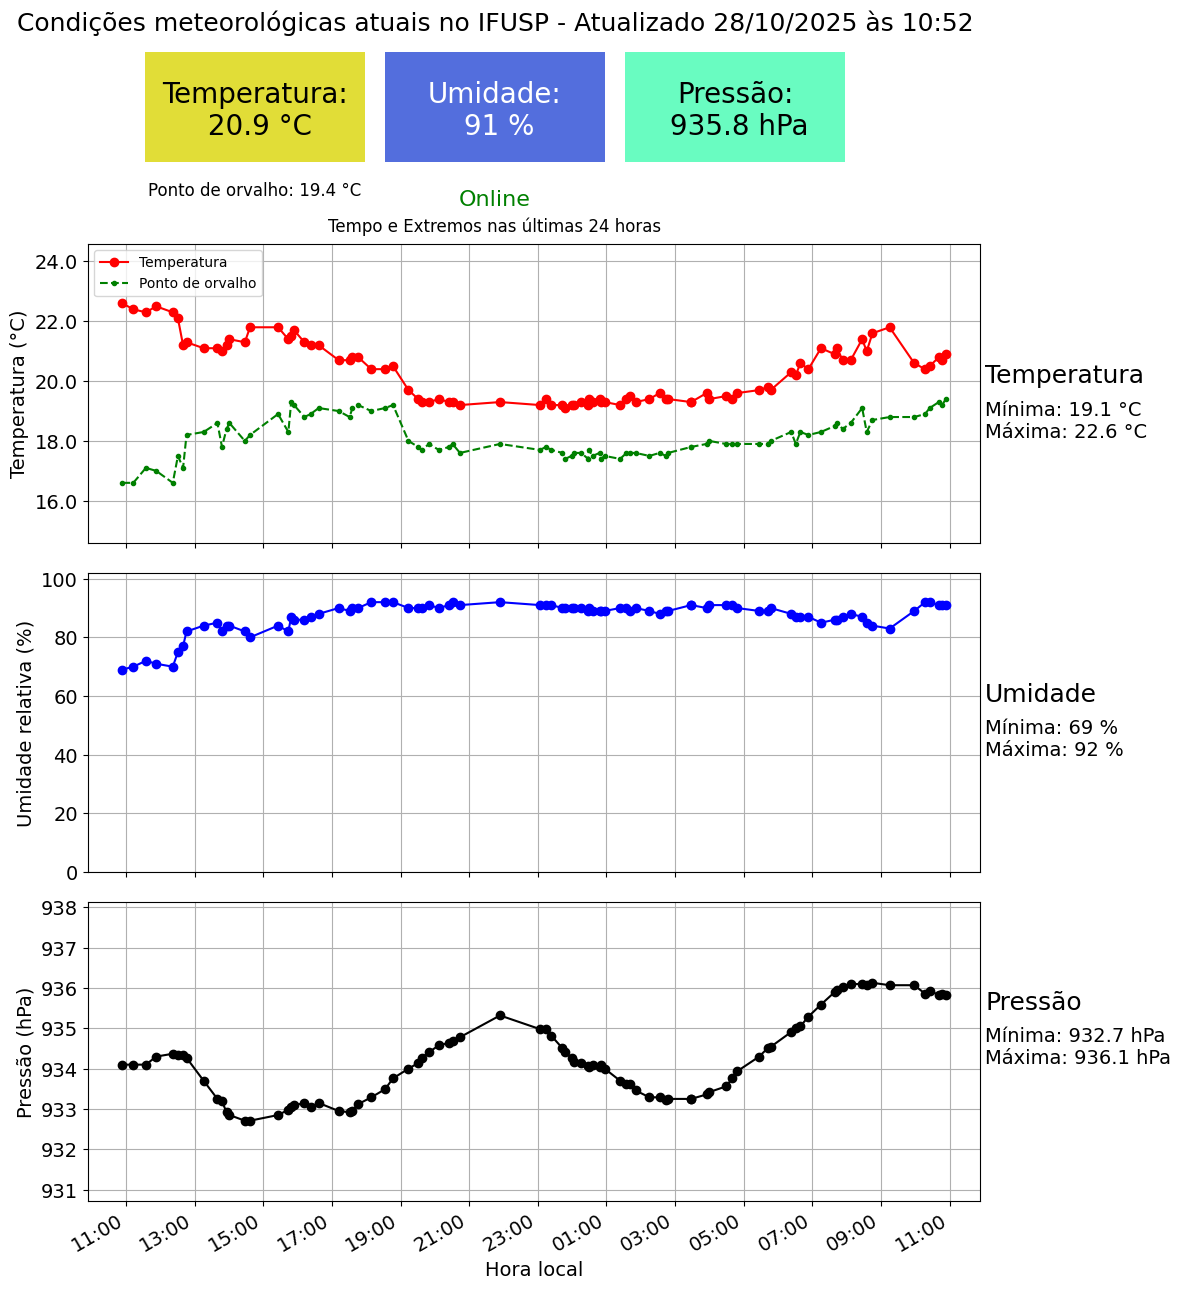 Condições meteorológicas atuais no IFUSP - Atualizado 28/10/2025 às 10:52
Temperatura:
20.9 °C
Umidade:
91 %
Pressão:
935.8 hPa
Ponto de orvalho: 19.4 °C
Online
Tempo e Extremos nas últimas 24 horas
Temperatura (°C)
24.0
22.0
20.0
18.0
16.0
Temperatura
Ponto de orvalho
Temperatura
Mínima: 19.1 °C
Máxima: 22.6 °C
Umidade relativa (%)
100
80
60
40
20
0
Umidade
Mínima: 69 %
Máxima: 92 %
Pressão (hPa)
938
937
936
935
934
933
932
931
Pressão
Mínima: 932.7 hPa
Máxima: 936.1 hPa
11:00
13:00
15:00
17:00
19:00
21:00
23:00
01:00
03:00
05:00
07:00
09:00
11:00
Hora local